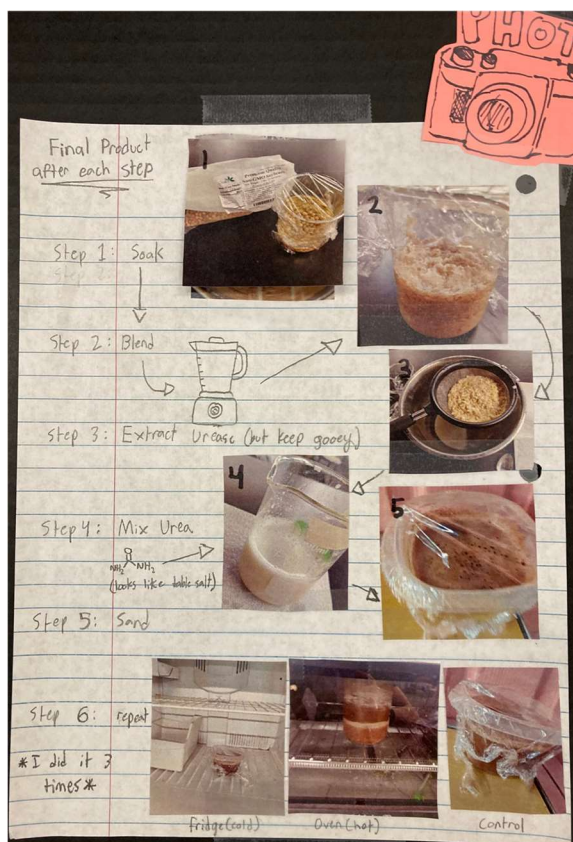 PHOT
Final Product
after each step
1
2
Step 1: Soak
Step 2: Blend
3
Step 3: Extract Urease (but keep gooey)
4
5
Step 4: Mix Urea
O
NH₂ NH₂
(looks like table salt)
Step 5: Sand
Step 6: repeat
*I did it 3
times*
Fridge (cold)
Oven (hot)
Control